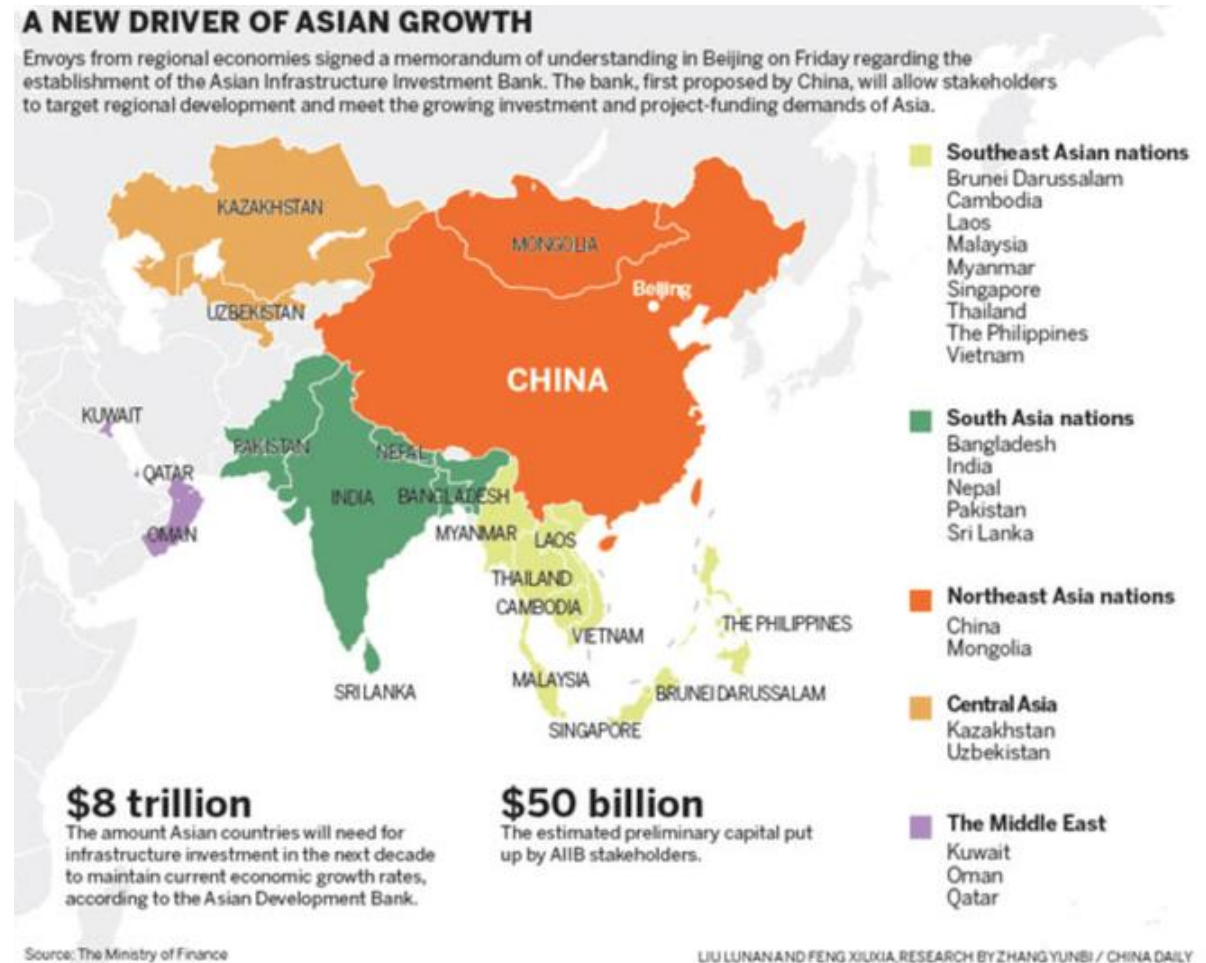 A NEW DRIVER OF ASIAN GROWTH
Envoys from regional economies signed a memorandum of understanding in Beijing on Friday regarding the
establishment of the Asian Infrastructure Investment Bank. The bank, first proposed by China, will allow stakeholders
to target regional development and meet the growing investment and project-funding demands of Asia.
KAZAKHSTAN
MONGOLIA
Beijing
UZBEKISTAN
CHINA
KUWAIT
PAKISTAN
NEPAL
QATAR
INDIA
BANGLADESH
OMAN
MYANMAR
LAOS
THAILAND
CAMBODIA
VIETNAM
THE PHILIPPINES
MALAYSIA
SRI LANKA
BRUNEI DARUSSALAM
SINGAPORE
Southeast Asian nations
Brunei Darussalam
Cambodia
Laos
Malaysia
Myanmar
Singapore
Thailand
The Philippines
Vietnam
South Asia nations
Bangladesh
India
Nepal
Pakistan
Sri Lanka
Northeast Asia nations
China
Mongolia
Central Asia
Kazakhstan
Uzbekistan
The Middle East
Kuwait
Oman
Qatar
$8 trillion
The amount Asian countries will need for
infrastructure investment in the next decade
to maintain current economic growth rates,
according to the Asian Development Bank.
$50 billion
The estimated preliminary capital put
up by AIIB stakeholders.
Source: The Ministry of Finance
LIU LUNAN AND FENG XIUXIA, RESEARCH BY ZHANG YUNBI / CHINA DAILY